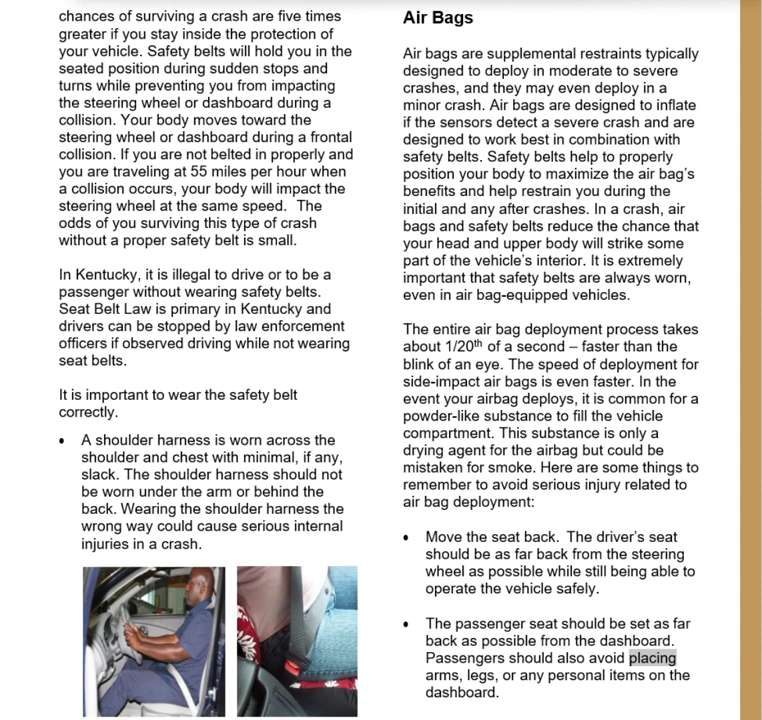 chances of surviving a crash are five times
greater if you stay inside the protection of
your vehicle. Safety belts will hold you in the
seated position during sudden stops and
turns while preventing you from impacting
the steering wheel or dashboard during a
collision. Your body moves toward the
steering wheel or dashboard during a frontal
collision. If you are not belted in properly and
you are traveling at 55 miles per hour when
a collision occurs, your body will impact the
steering wheel at the same speed.  The
odds of you surviving this type of crash
without a proper safety belt is small.
In Kentucky, it is illegal to drive or to be a
passenger without wearing safety belts.
Seat Belt Law is primary in Kentucky and
drivers can be stopped by law enforcement
officers if observed driving while not wearing
seat belts.
It is important to wear the safety belt
correctly.
• A shoulder harness is worn across the
shoulder and chest with minimal, if any,
slack. The shoulder harness should not
be worn under the arm or behind the
back. Wearing the shoulder harness the
wrong way could cause serious internal
injuries in a crash.
Air Bags
Air bags are supplemental restraints typically
designed to deploy in moderate to severe
crashes, and they may even deploy in a
minor crash. Air bags are designed to inflate
if the sensors detect a severe crash and are
designed to work best in combination with
safety belts. Safety belts help to properly
position your body to maximize the air bag's
benefits and help restrain you during the
initial and any after crashes. In a crash, air
bags and safety belts reduce the chance that
your head and upper body will strike some
part of the vehicle's interior. It is extremely
important that safety belts are always worn,
even in air bag-equipped vehicles.
The entire air bag deployment process takes
about 1/20th of a second – faster than the
blink of an eye. The speed of deployment for
side-impact air bags is even faster. In the
event your airbag deploys, it is common for a
powder-like substance to fill the vehicle
compartment. This substance is only a
drying agent for the airbag but could be
mistaken for smoke. Here are some things to
remember to avoid serious injury related to
air bag deployment:
• Move the seat back.  The driver's seat
should be as far back from the steering
wheel as possible while still being able to
operate the vehicle safely.
• The passenger seat should be set as far
back as possible from the dashboard.
Passengers should also avoid placing
arms, legs, or any personal items on the
dashboard.